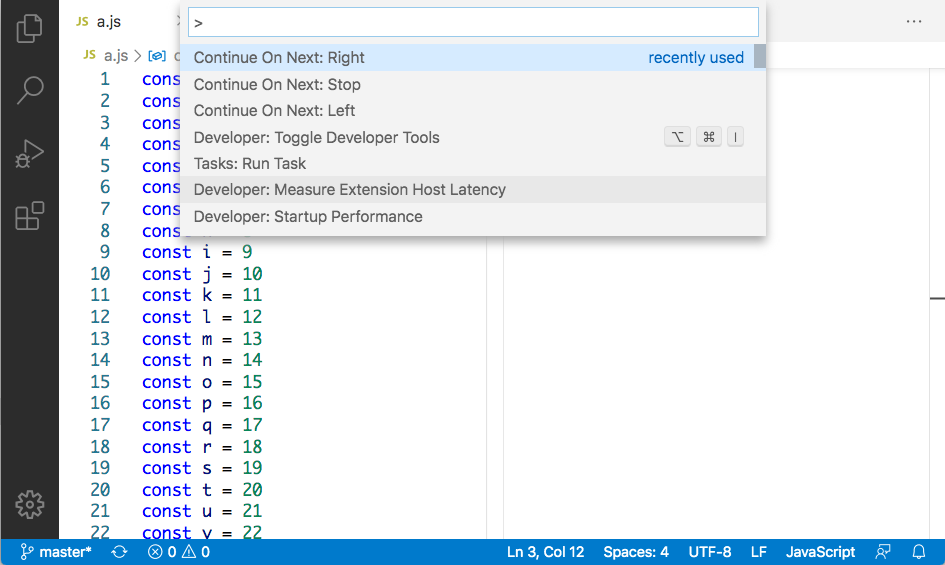 JS a.js
>
JS a.js >
Continue On Next: Right recently used
Continue On Next: Stop
Continue On Next: Left
Developer: Toggle Developer Tools ⌥ ⌘ I
Tasks: Run Task
Developer: Measure Extension Host Latency
Developer: Startup Performance
1 cons
2 cons
3 cons
4 cons
5 cons
6 cons
7 cons
8 cons
9 const i = 9
10 const j = 10
11 const k = 11
12 const l = 12
13 const m = 13
14 const n = 14
15 const o = 15
16 const p = 16
17 const q = 17
18 const r = 18
19 const s = 19
20 const t = 20
21 const u = 21
22 const v = 22
master* 0 0 Ln 3, Col 12 Spaces: 4 UTF-8 LF JavaScript